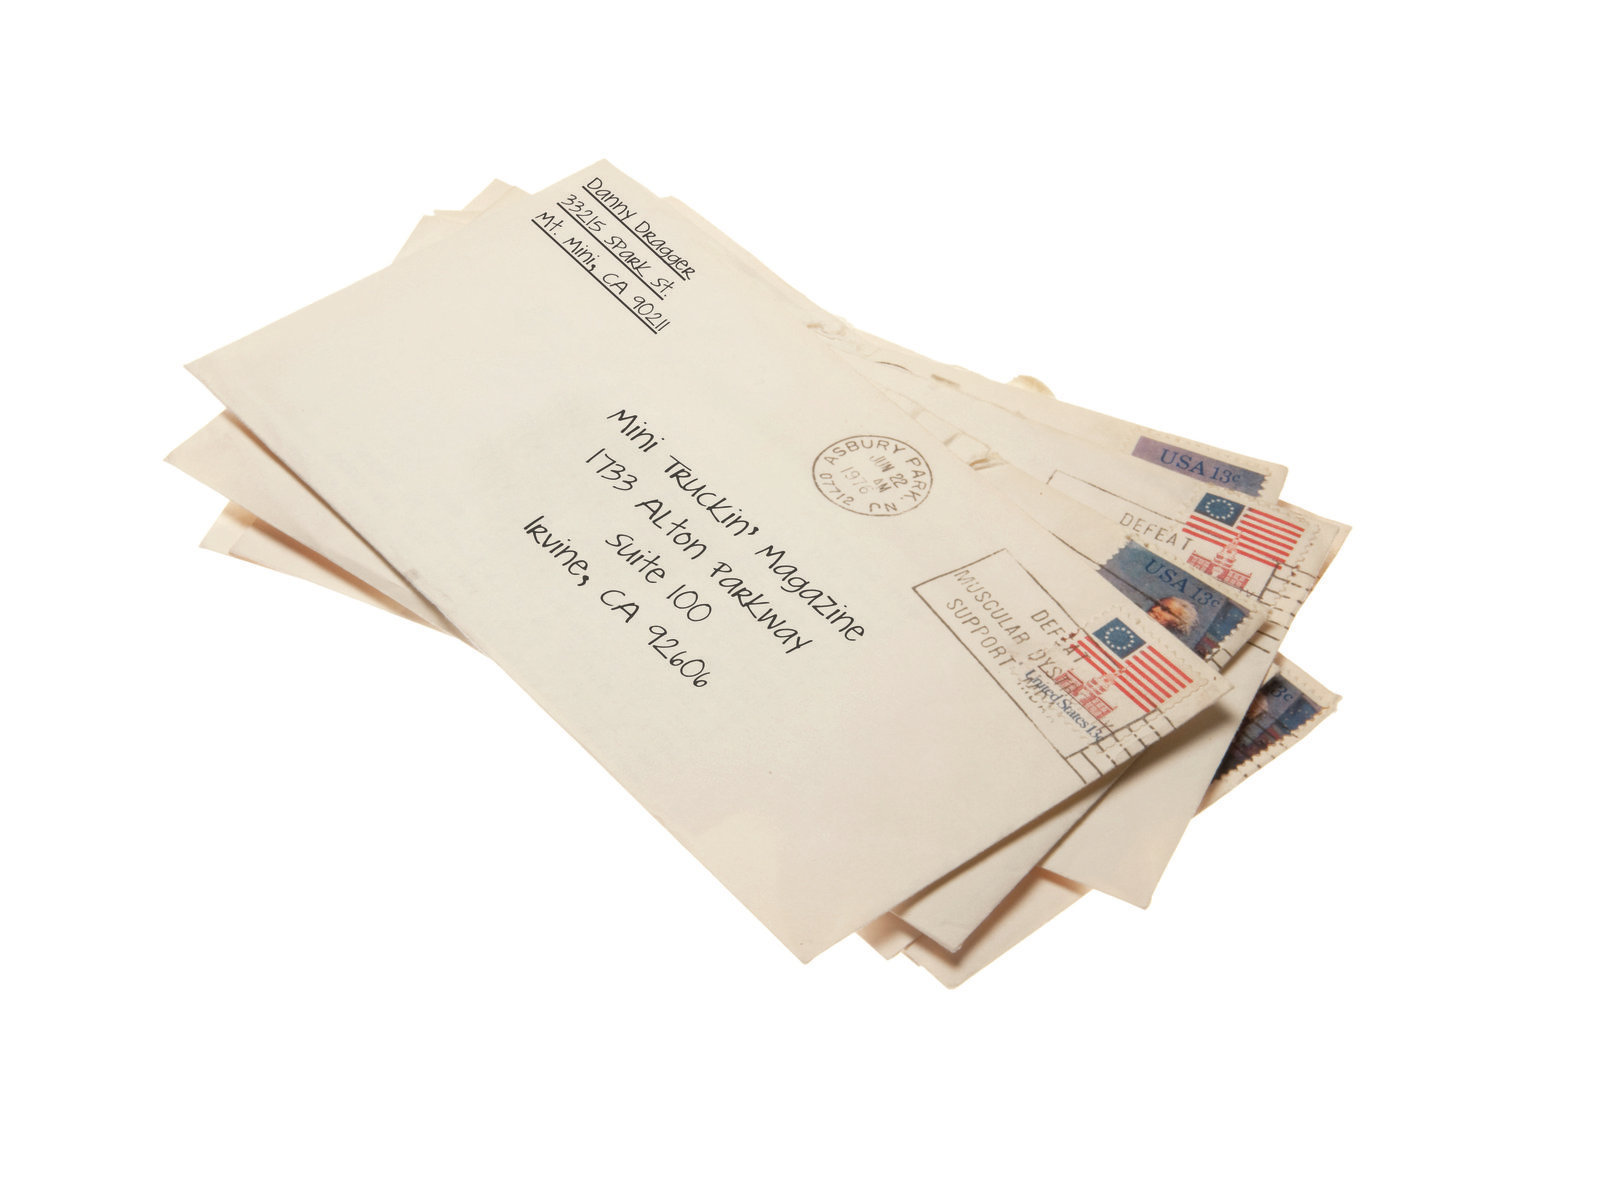 Danny Dragger
33215 Spark St.
Mt. Mini, CA 90211
Mini Truckin' Magazine
1733 Alton Parkway
Suite 100
Irvine, CA 92606
ASBURY PARK, NJ
JUN 22
AM
1976
07712
DEFEAT
MUSCULAR
SUPPORT
United States 13c
USA 13c
DEFEAT
USA 13c
3c